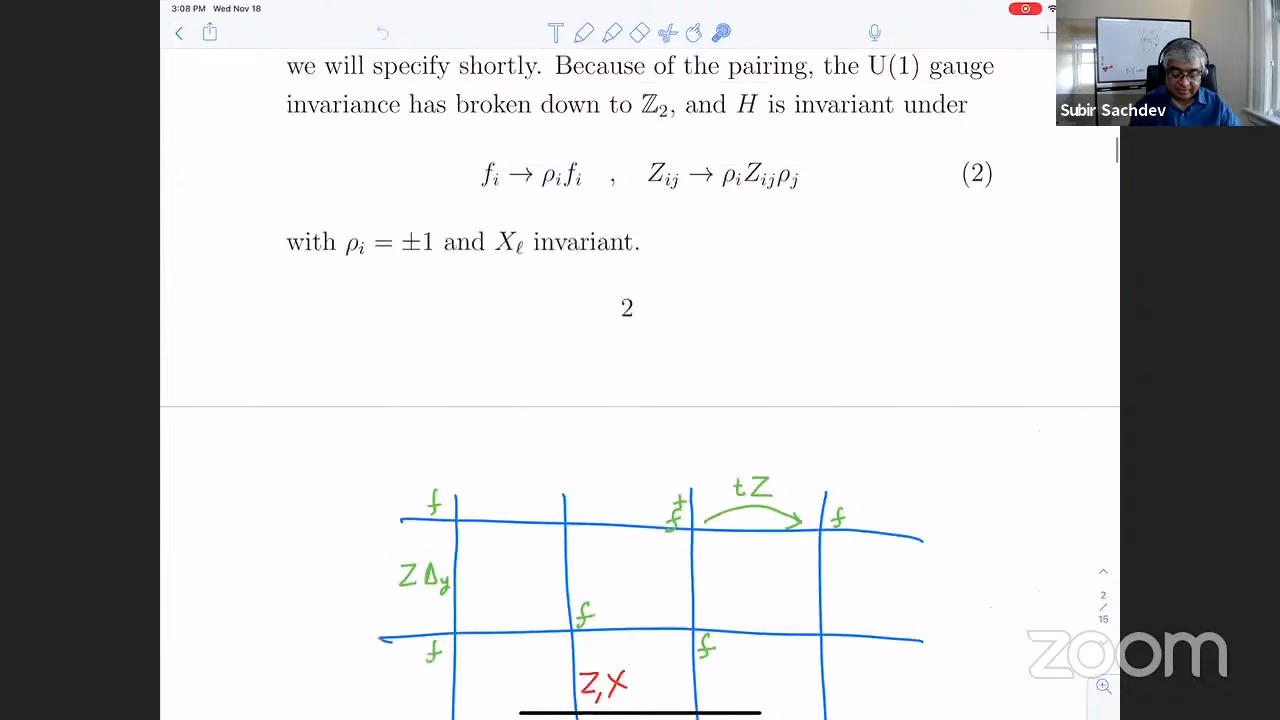 3:08 PM Wed Nov 18
we will specify shortly. Because of the pairing, the U(1) gauge
invariance has broken down to ℤ₂, and H is invariant under
fᵢ → ρᵢfᵢ , Zᵢⱼ → ρᵢZᵢⱼρⱼ (2)
with ρᵢ = ±1 and X_ℓ invariant.
2
f
f†
tZ
f
Z Δ_y
f
f
f
Z,X
2
/
15
Subir Sachdev
zoom